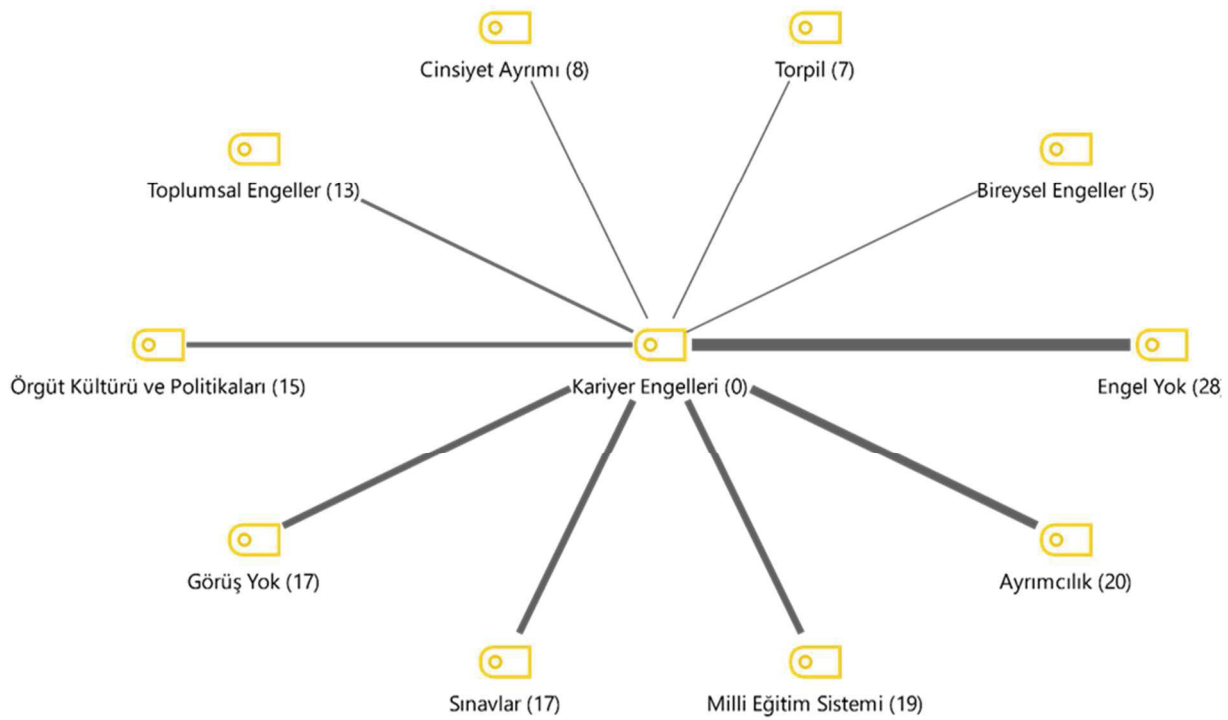 Cinsiyet Ayrımı (8)
Torpil (7)
Toplumsal Engeller (13)
Bireysel Engeller (5)
Örgüt Kültürü ve Politikaları (15)
Kariyer Engelleri (0)
Engel Yok (28)
Görüş Yok (17)
Ayrımcılık (20)
Sınavlar (17)
Milli Eğitim Sistemi (19)